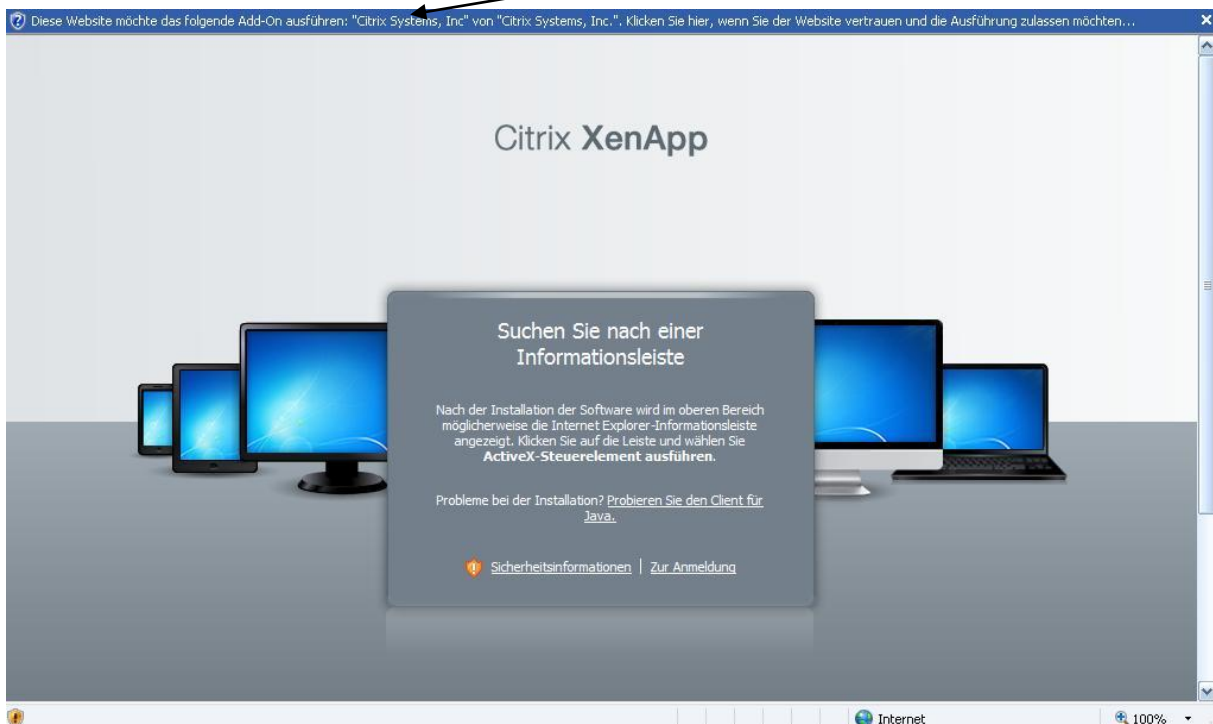 Diese Website möchte das folgende Add-On ausführen: "Citrix Systems, Inc" von "Citrix Systems, Inc.". Klicken Sie hier, wenn Sie der Website vertrauen und die Ausführung zulassen möchten...
Citrix XenApp
Suchen Sie nach einer
Informationsleiste
Nach der Installation der Software wird im oberen Bereich
möglicherweise die Internet Explorer-Informationsleiste
angezeigt. Klicken Sie auf die Leiste und wählen Sie
ActiveX-Steuerelement ausführen.
Probleme bei der Installation? Probieren Sie den Client für
Java.
Sicherheitsinformationen | Zur Anmeldung
Internet 100%